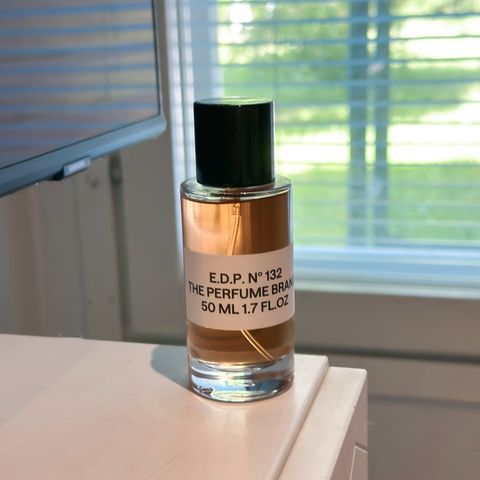 E.D.P. N° 132
THE PERFUME BRAND
50 ML 1.7 FL.OZ